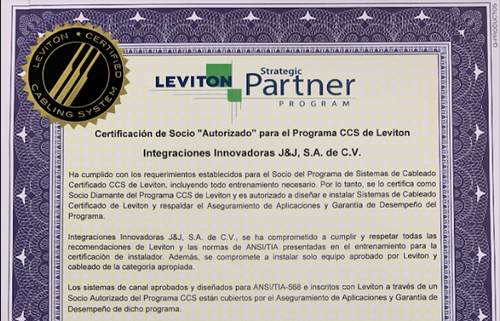 LEVITON CERTIFIED
CABLING SYSTEM
Q-PRODUCTOS
LEVITON
Strategic
Partner
PROGRAM
Certificación de Socio "Autorizado" para el Programa CCS de Leviton
Integraciones Innovadoras J&J, S.A. de C.V.
Ha cumplido con los requerimientos establecidos para el Socio del Programa de Sistemas de Cableado
Certificado CCS de Leviton, incluyendo todo entrenamiento necesario. Por lo tanto, se lo certifica como
Socio Diamante del Programa CCS de Leviton y es autorizado a diseñar e instalar Sistemas de Cableado
Certificado de Leviton y respaldar el Aseguramiento de Aplicaciones y Garantía de Desempeño del
Programa.
Integraciones Innovadoras J&J, S.A. de C.V., se ha comprometido a cumplir y respetar todas las
recomendaciones de Leviton y las normas de ANSI/TIA presentadas en el entrenamiento para la
certificación de instalador. Además, se compromete a instalar solo equipo aprobado por Leviton y
cableado de la categoría apropiada.
Los sistemas de canal aprobados y diseñados para ANSI/TIA-568 e inscritos con Leviton a través de un
Socio Autorizado del Programa CCS están cubiertos por el Aseguramiento de Aplicaciones y Garantía de
Desempeño de dicho programa.